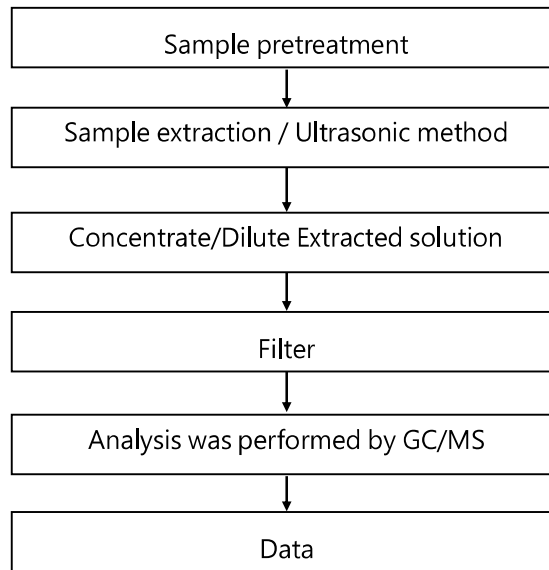 Sample pretreatment
Sample extraction / Ultrasonic method
Concentrate/Dilute Extracted solution
Filter
Analysis was performed by GC/MS
Data